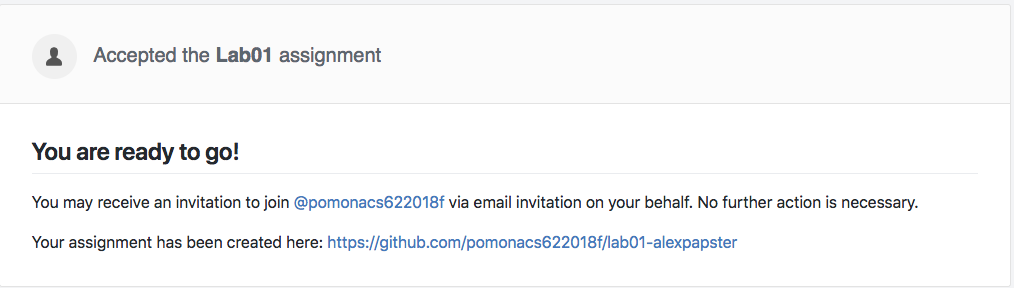 Accepted the Lab01 assignment
You are ready to go!
You may receive an invitation to join @pomonacs622018f via email invitation on your behalf. No further action is necessary.
Your assignment has been created here: https://github.com/pomonacs622018f/lab01-alexpapster